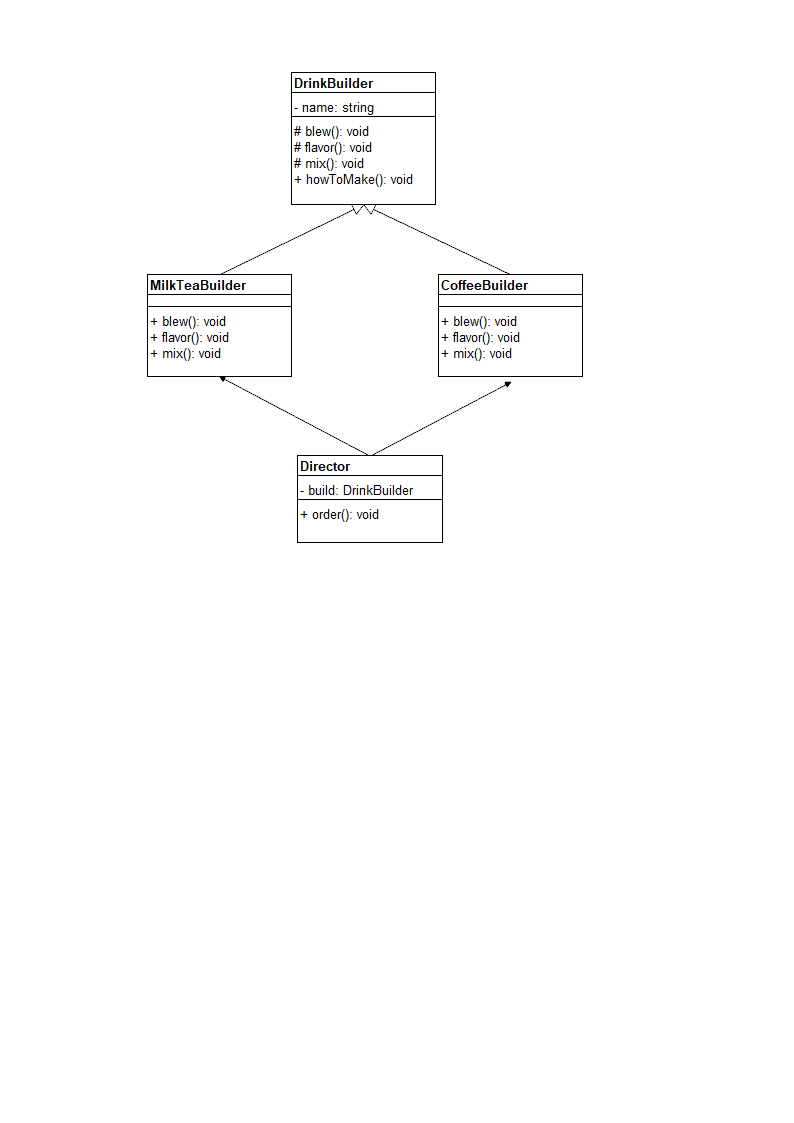 DrinkBuilder
- name: string
# blew(): void
# flavor(): void
# mix(): void
+ howToMake(): void
MilkTeaBuilder
+ blew(): void
+ flavor(): void
+ mix(): void
CoffeeBuilder
+ blew(): void
+ flavor(): void
+ mix(): void
Director
- build: DrinkBuilder
+ order(): void